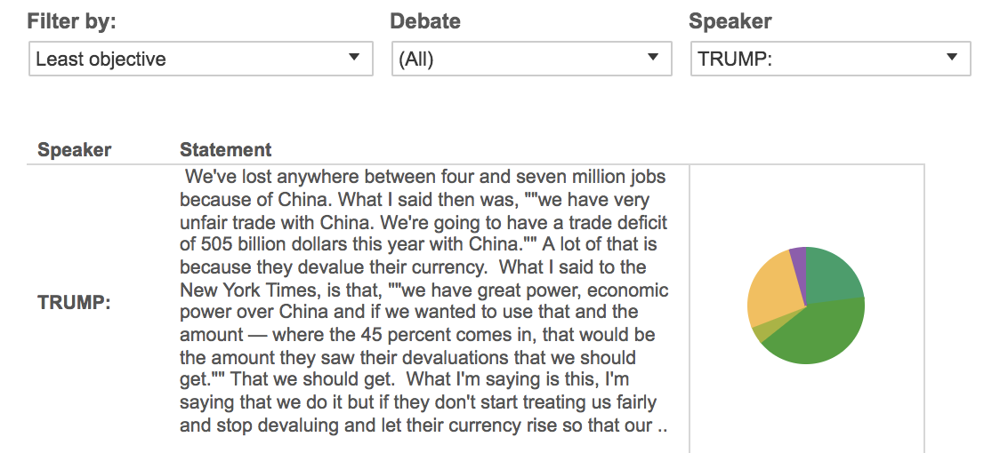 Filter by:
Debate
Speaker
Least objective
(All)
TRUMP:
Speaker
Statement
We've lost anywhere between four and seven million jobs
because of China. What I said then was, ""we have very
unfair trade with China. We're going to have a trade deficit
of 505 billion dollars this year with China."" A lot of that is
because they devalue their currency.  What I said to the
New York Times, is that, ""we have great power, economic
power over China and if we wanted to use that and the
amount — where the 45 percent comes in, that would be
the amount they saw their devaluations that we should
get."" That we should get.  What I'm saying is this, I'm
saying that we do it but if they don't start treating us fairly
and stop devaluing and let their currency rise so that our ..
TRUMP: